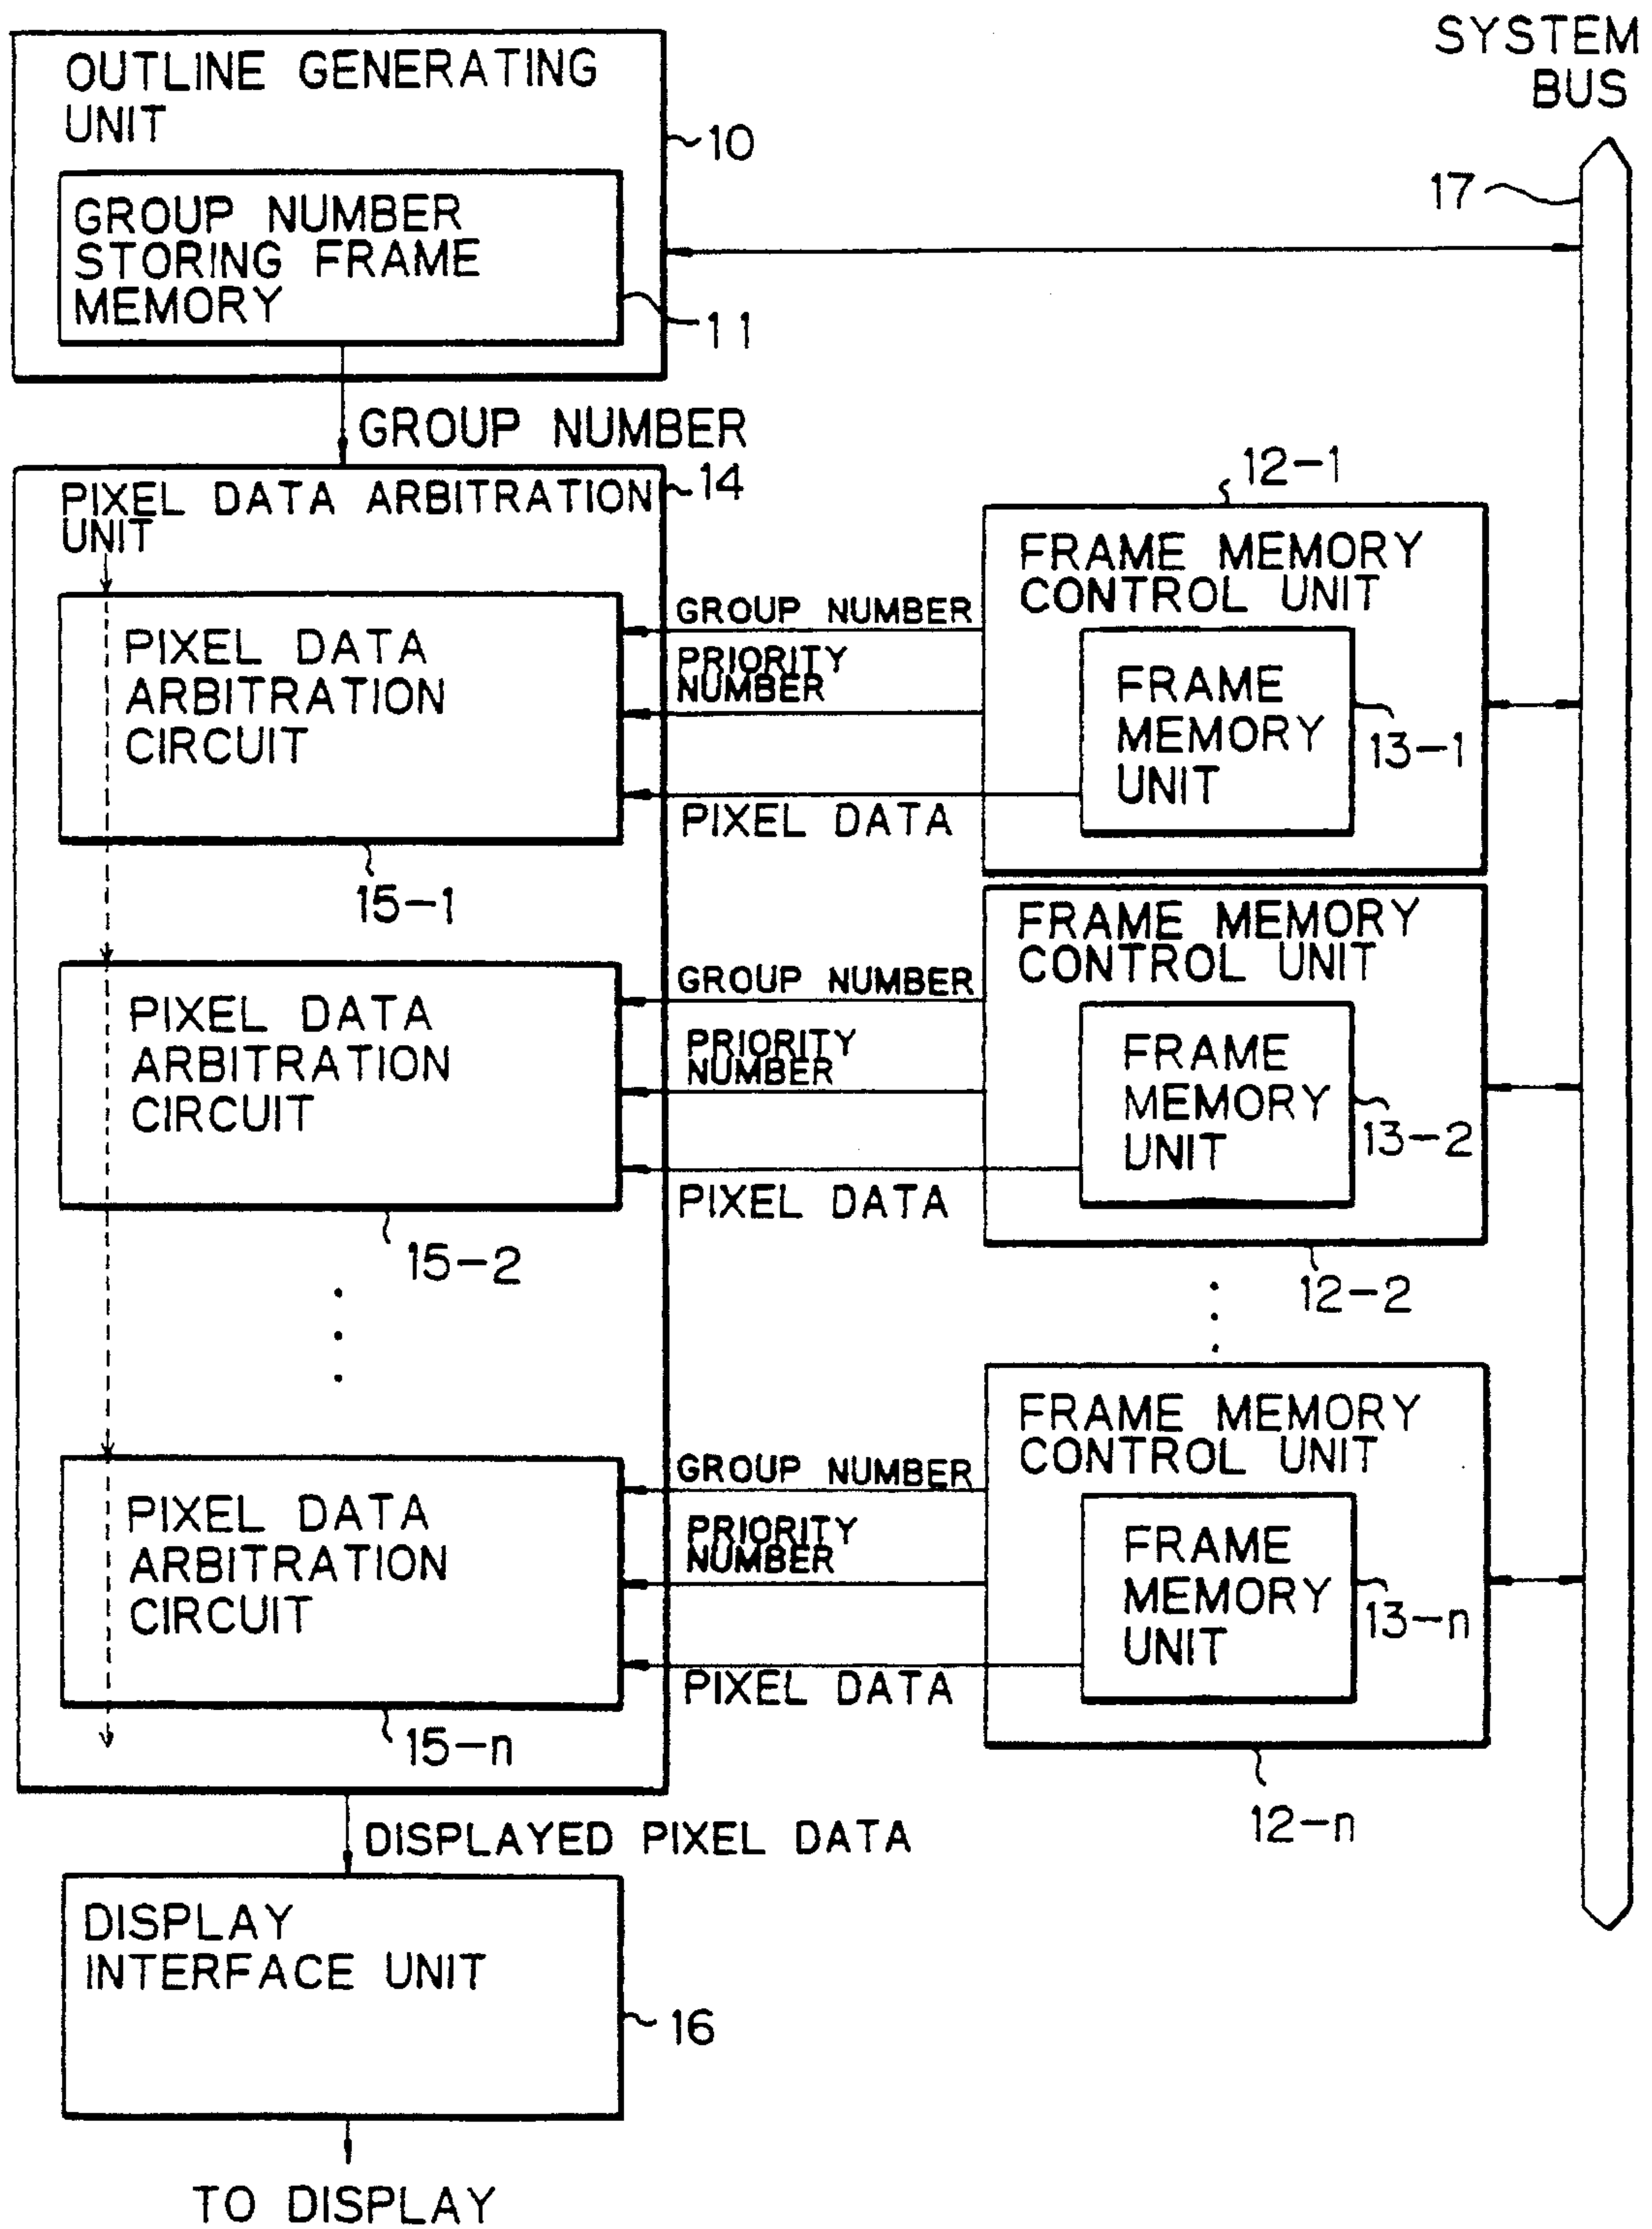 SYSTEM
BUS
OUTLINE GENERATING
UNIT
10
17
GROUP NUMBER
STORING FRAME
MEMORY
11
GROUP NUMBER
14
PIXEL DATA ARBITRATION
UNIT
12-1
FRAME MEMORY
CONTROL UNIT
GROUP NUMBER
PRIORITY
NUMBER
PIXEL DATA
ARBITRATION
CIRCUIT
FRAME
MEMORY
UNIT
13-1
PIXEL DATA
15-1
FRAME MEMORY
CONTROL UNIT
GROUP NUMBER
PRIORITY
NUMBER
PIXEL DATA
ARBITRATION
CIRCUIT
FRAME
MEMORY
UNIT
13-2
PIXEL DATA
15-2
12-2
FRAME MEMORY
CONTROL UNIT
GROUP NUMBER
PRIORITY
NUMBER
PIXEL DATA
ARBITRATION
CIRCUIT
FRAME
MEMORY
UNIT
13-n
PIXEL DATA
15-n
12-n
DISPLAYED PIXEL DATA
DISPLAY
INTERFACE UNIT
16
TO DISPLAY